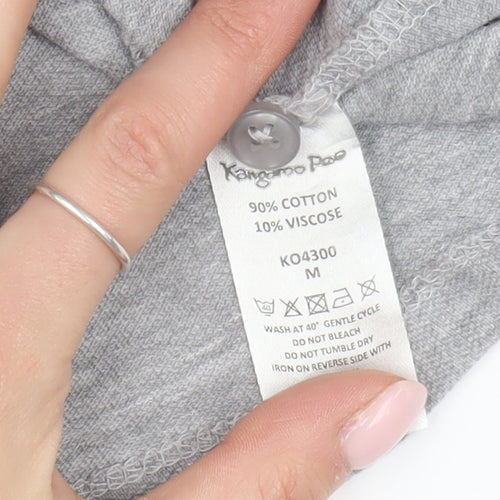 Kangaroo Poo
90% COTTON
10% VISCOSE
KO4300
M
40
WASH AT 40° GENTLE CYCLE
DO NOT BLEACH
DO NOT TUMBLE DRY
IRON ON REVERSE SIDE WITH